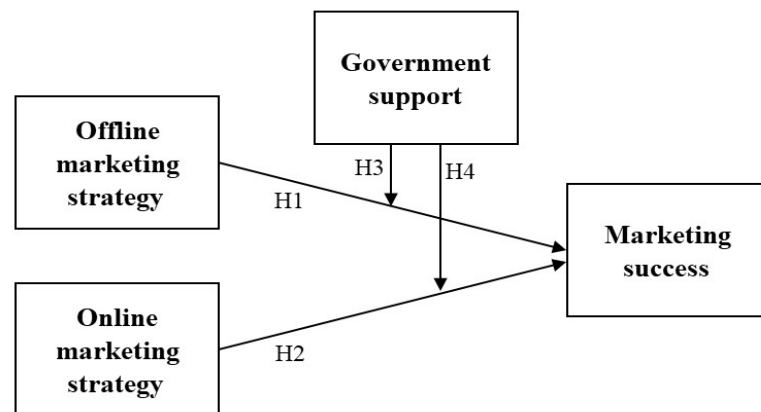 Government
support
Offline
marketing
strategy
H3
H4
H1
Marketing
success
Online
marketing
strategy
H2